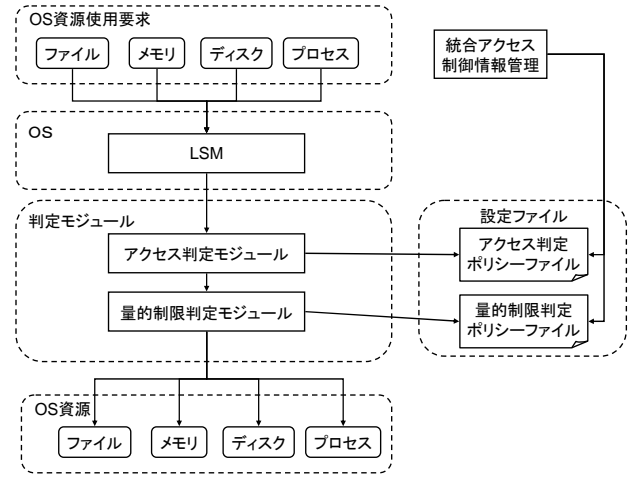 OS資源使用要求
ファイル
メモリ
ディスク
プロセス
統合アクセス
制御情報管理
OS
LSM
判定モジュール
アクセス判定モジュール
量的制限判定モジュール
設定ファイル
アクセス判定
ポリシーファイル
量的制限判定
ポリシーファイル
OS資源
ファイル
メモリ
ディスク
プロセス